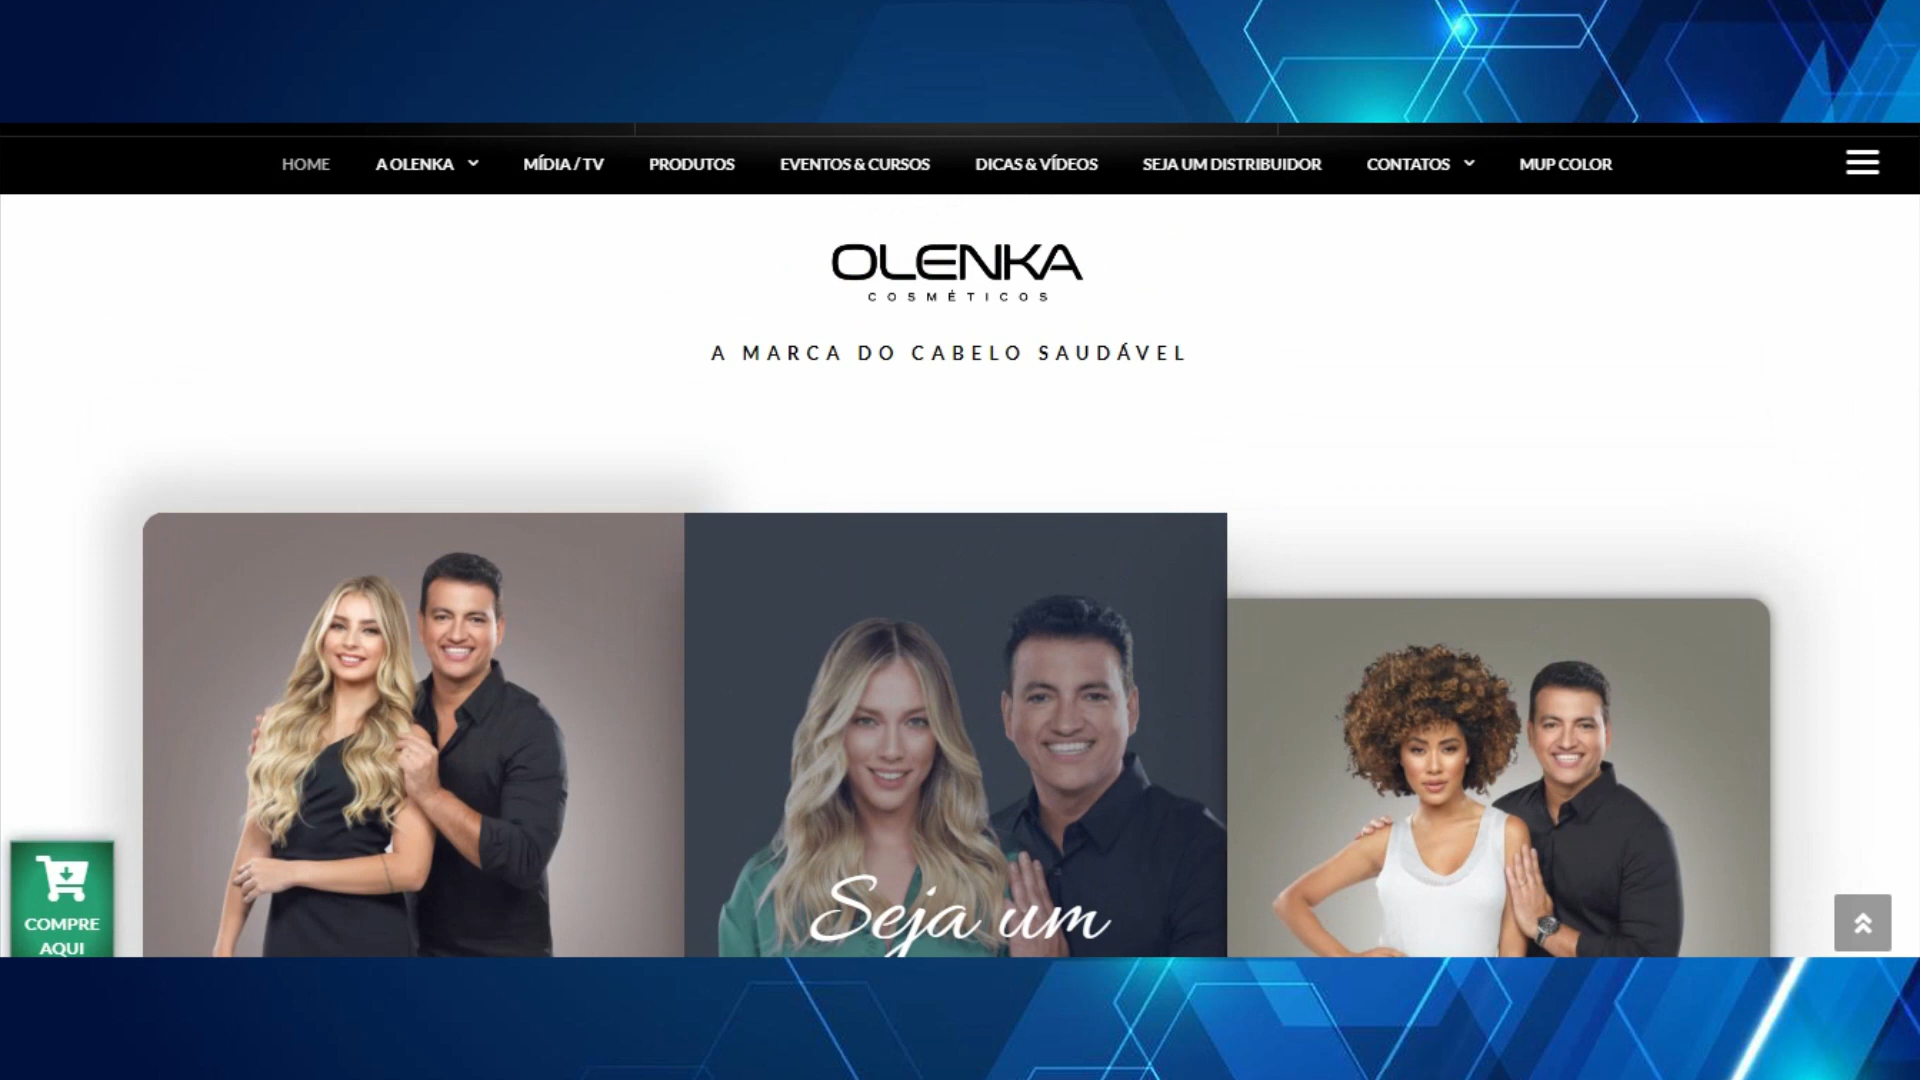 HOME A OLENKA MÍDIA / TV PRODUTOS EVENTOS & CURSOS DICAS & VÍDEOS SEJA UM DISTRIBUIDOR CONTATOS MUP COLOR
OLENKA
COSMÉTICOS
A MARCA DO CABELO SAUDÁVEL
Seja um
COMPRE
AQUI